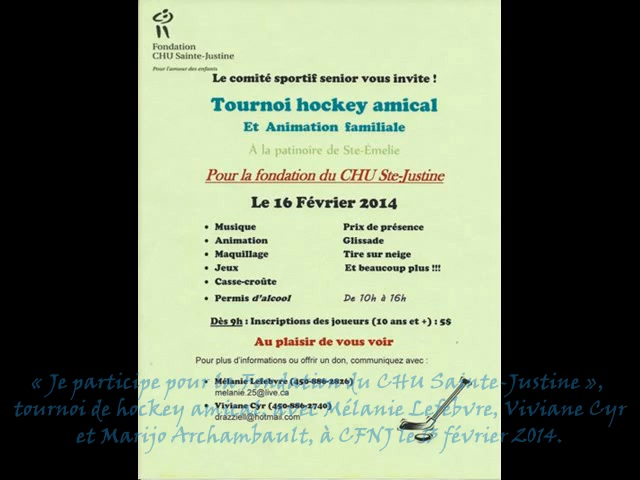 Fondation
CHU Sainte-Justine
Pour l'amour des enfants
Le comité sportif senior vous invite !
Tournoi hockey amical
Et Animation familiale
À la patinoire de Ste-Émelie
Pour la fondation du CHU Ste-Justine
Le 16 Février 2014
• Musique Prix de présence
• Animation Glissade
• Maquillage Tire sur neige
• Jeux Et beaucoup plus !!!
• Casse-croûte
• Permis d'alcool De 10h à 16h
Dès 9h : Inscriptions des joueurs (10 ans et +) : 5$
Au plaisir de vous voir
Pour plus d'informations ou offrir un don, communiquez avec :
• Mélanie Lefebvre (450-886-2826)
melanie.25@live.ca
• Viviane Cyr (450-886-2740)
drazziell@hotmail.com
« Je participe pour la Fondation du CHU Sainte-Justine »,
tournoi de hockey amical, avec Mélanie Lefebvre, Viviane Cyr
et Marijo Archambault, à CFNJ le février 2014.